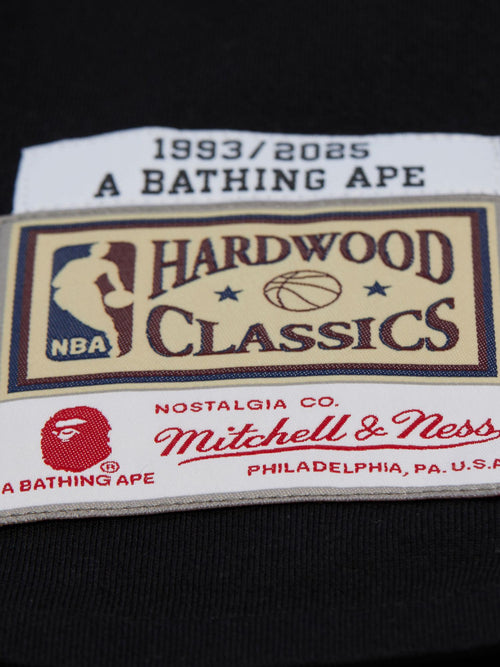 1993/2025
A BATHING APE
HARDWOOD
CLASSICS
NBA
NOSTALGIA CO.
Mitchell & Ness
PHILADELPHIA, PA. U.S.A
®
A BATHING APE